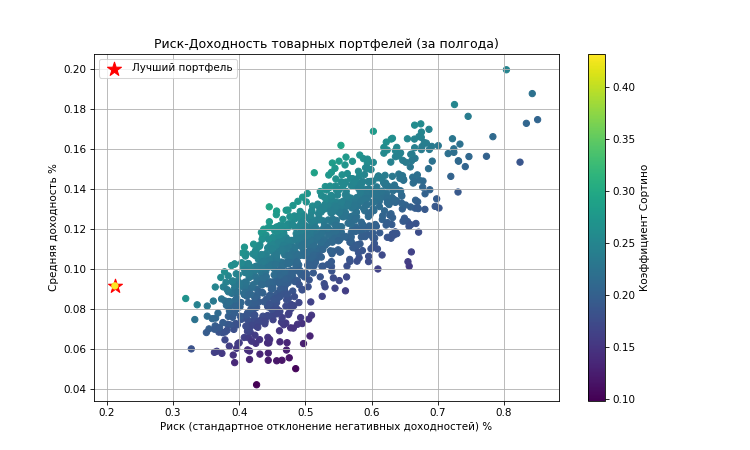 Риск-Доходность товарных портфелей (за полгода)
Лучший портфель
Средняя доходность %
0.20
0.18
0.16
0.14
0.12
0.10
0.08
0.06
0.04
0.2 0.3 0.4 0.5 0.6 0.7 0.8
Риск (стандартное отклонение негативных доходностей) %
0.40
0.35
0.30
0.25
0.20
0.15
0.10
Коэффициент Сортино